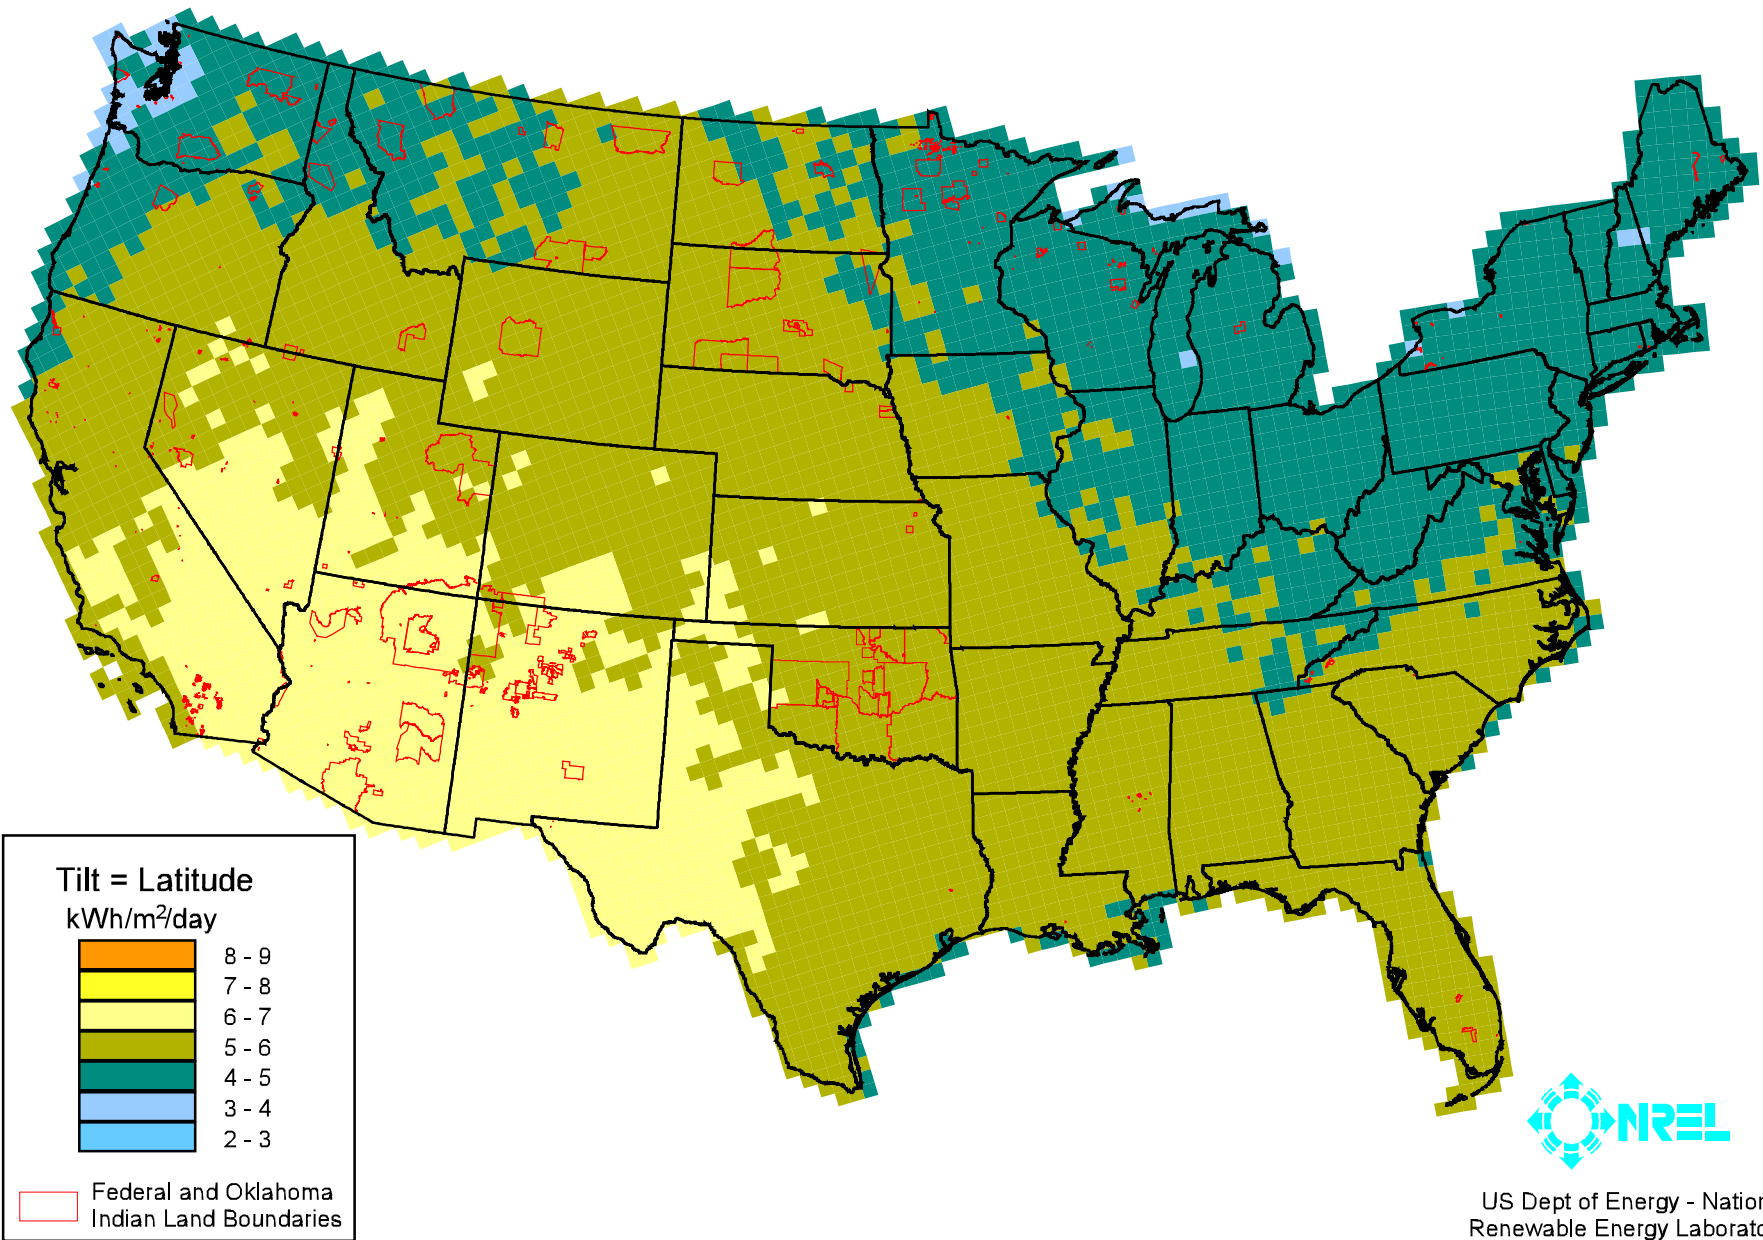 Tilt = Latitude
kWh/m²/day
8 - 9
7 - 8
6 - 7
5 - 6
4 - 5
3 - 4
2 - 3
Federal and Oklahoma
Indian Land Boundaries
NREL
US Dept of Energy - Nation
Renewable Energy Laborato